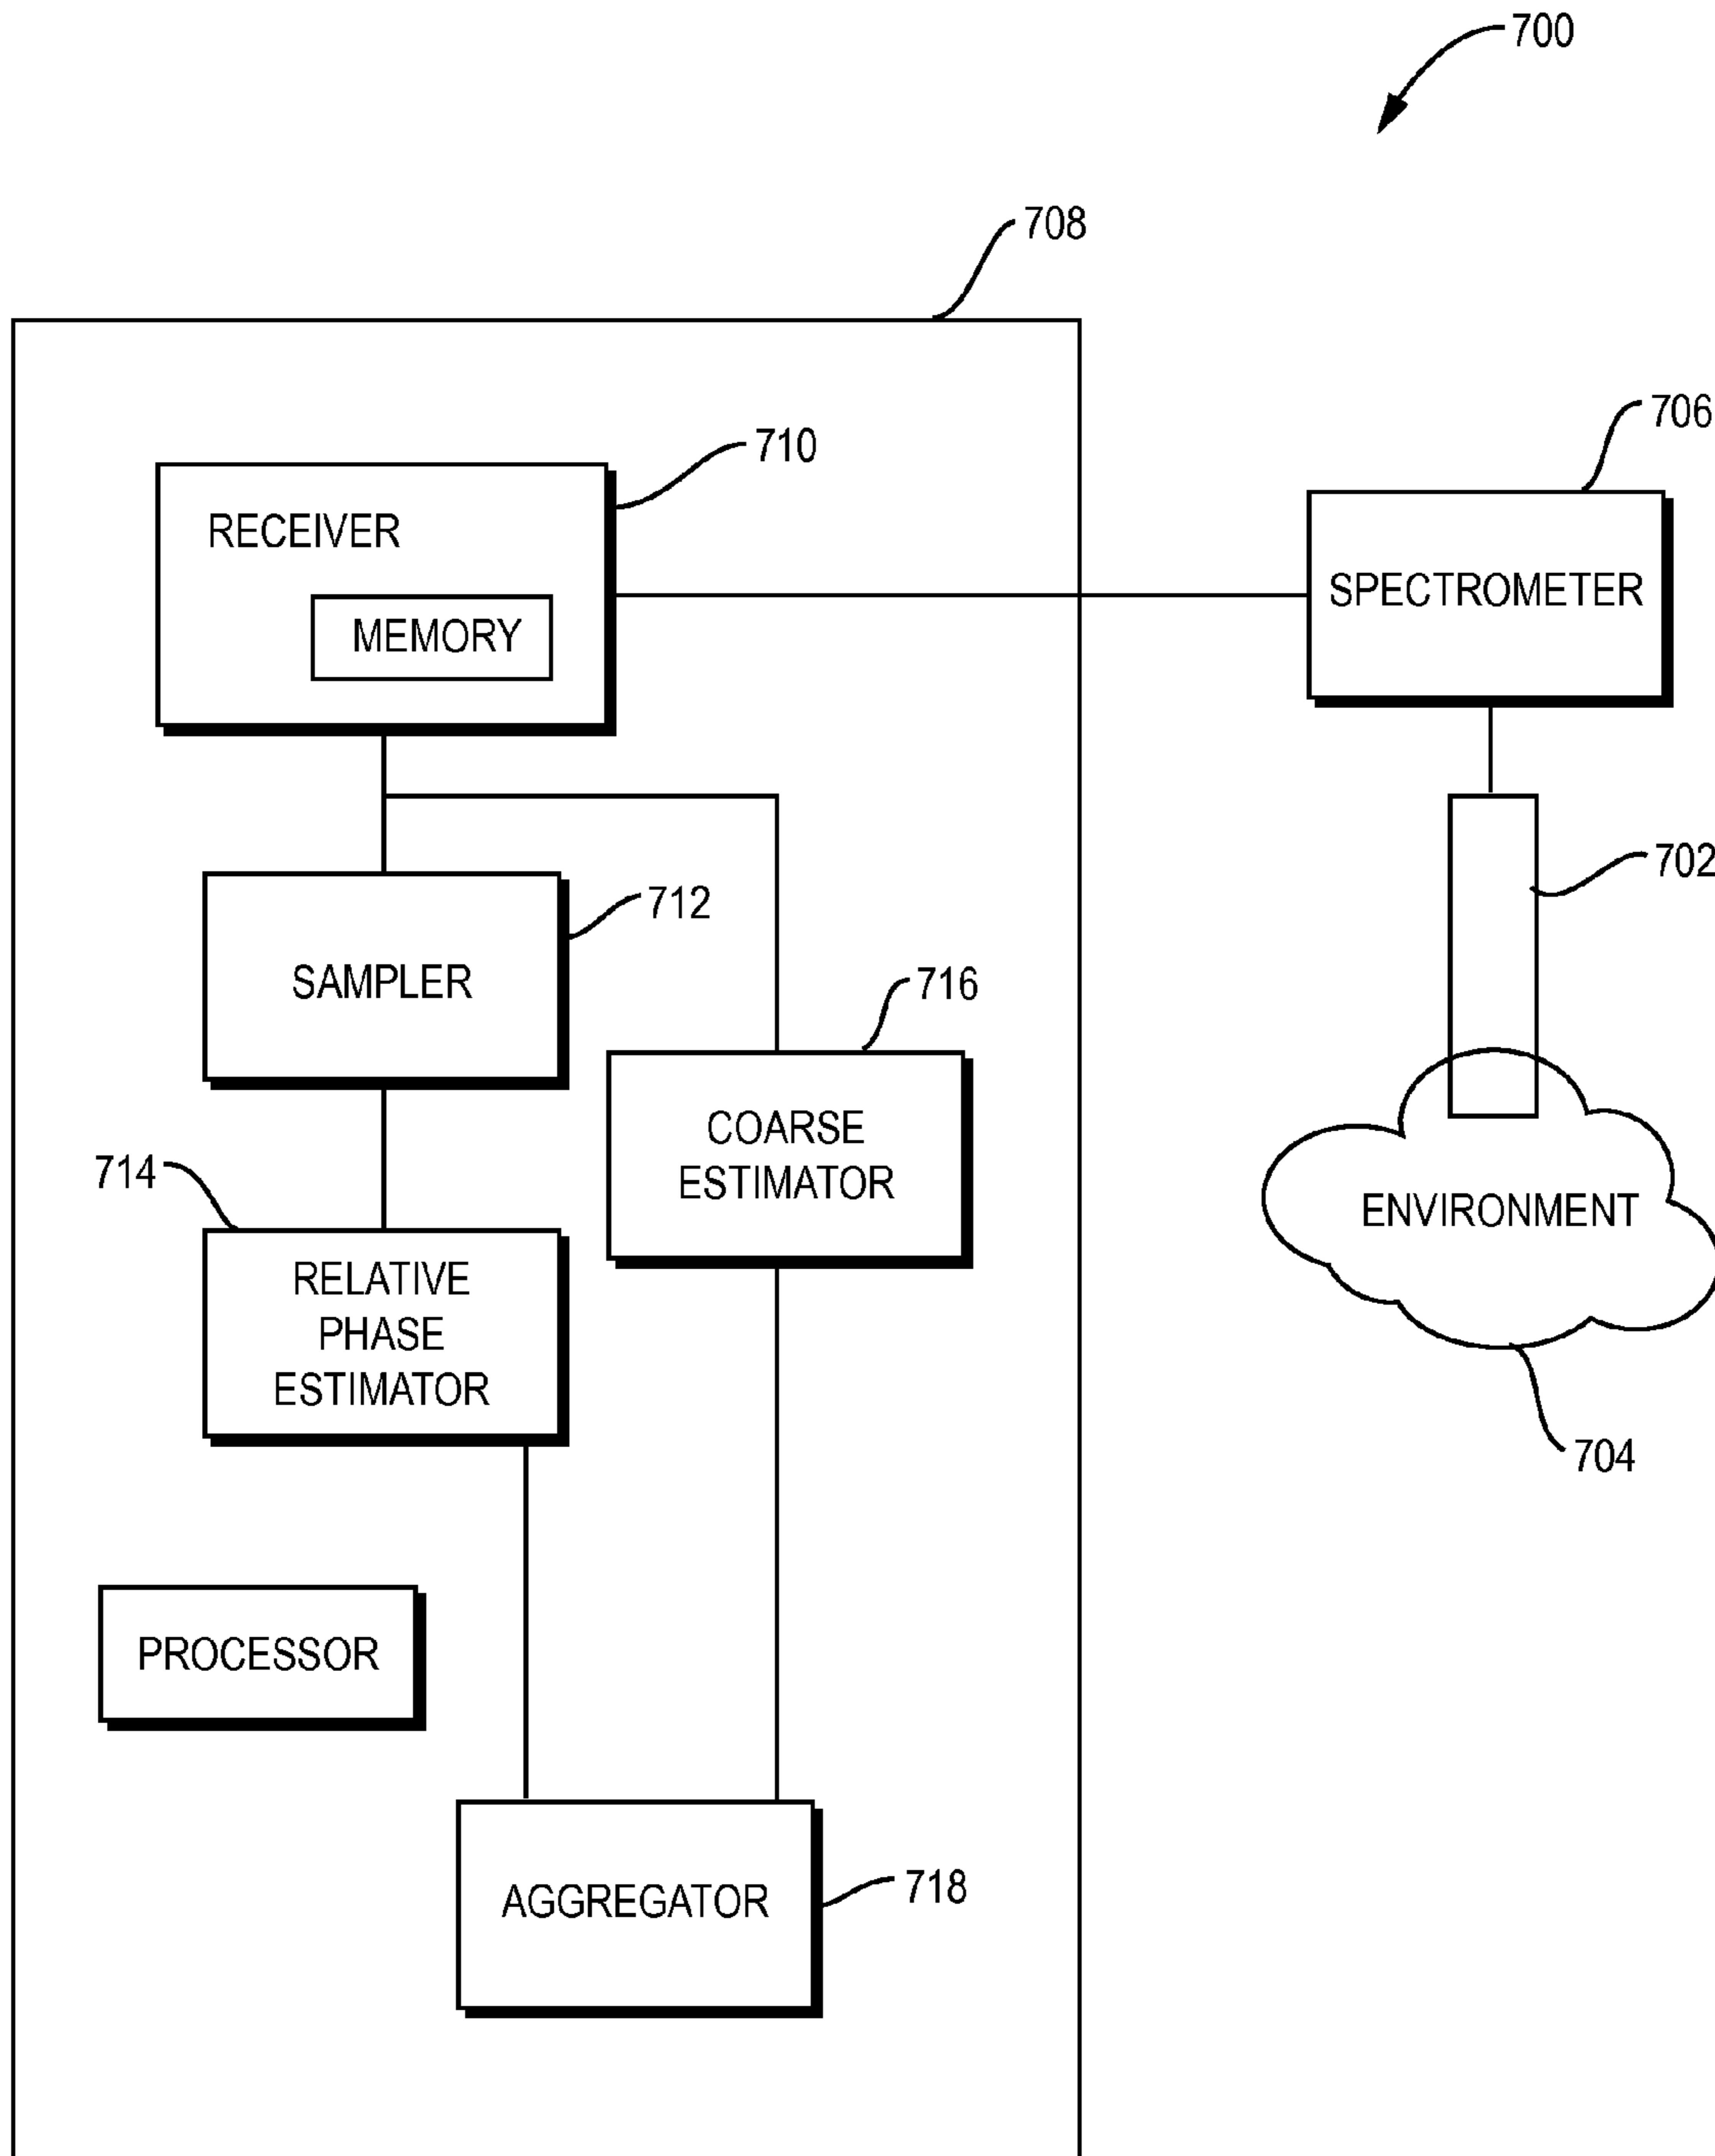 700
708
706
710
RECEIVER
SPECTROMETER
MEMORY
702
712
SAMPLER
716
COARSE
ESTIMATOR
714
ENVIRONMENT
RELATIVE
PHASE
ESTIMATOR
704
PROCESSOR
AGGREGATOR
718